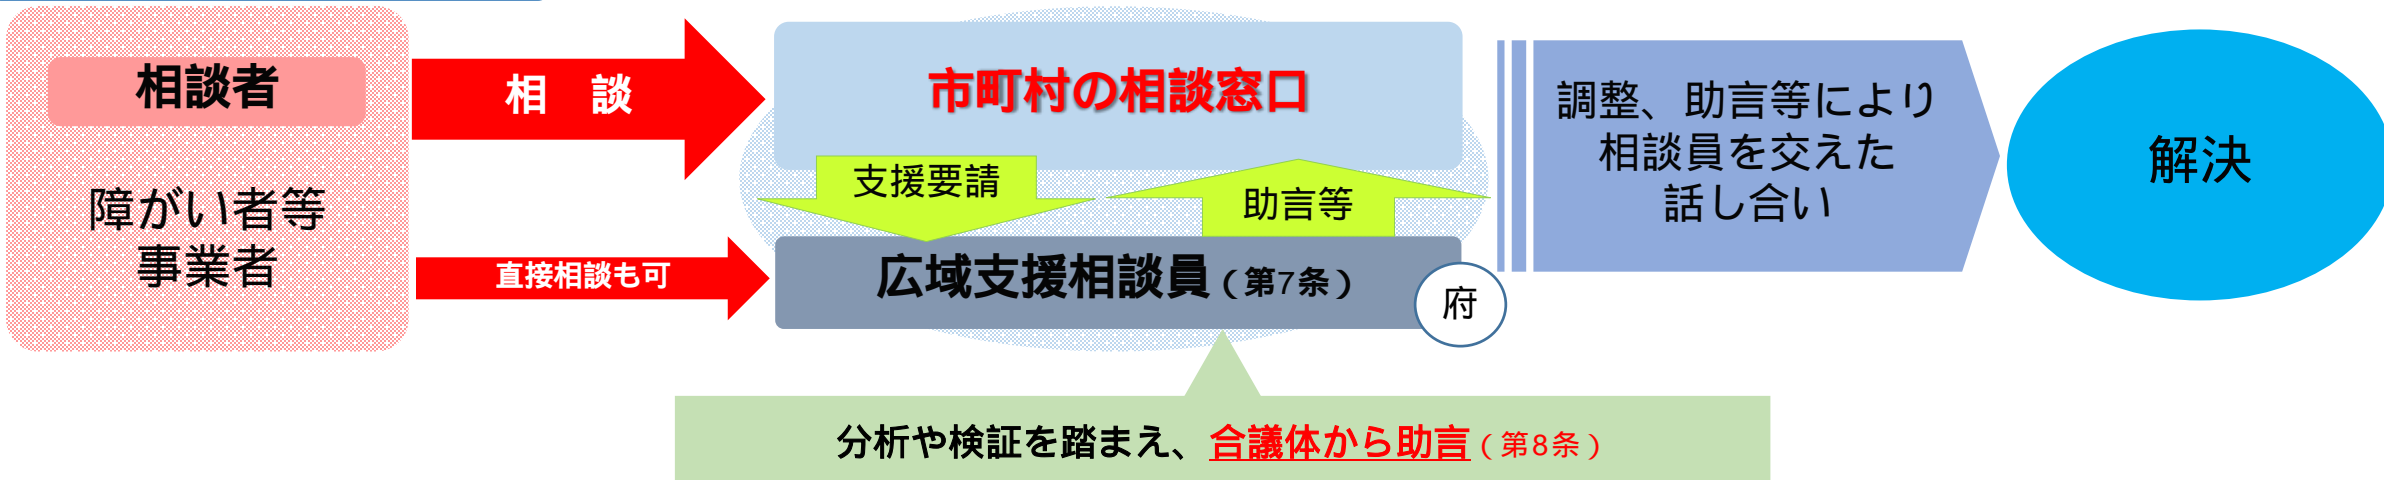 相談者
障がい者等
事業者
相　談
直接相談も可
市町村の相談窓口
支援要請
助言等
広域支援相談員（第7条）
府
調整、助言等により
相談員を交えた
話し合い
解決
分析や検証を踏まえ、合議体から助言（第8条）